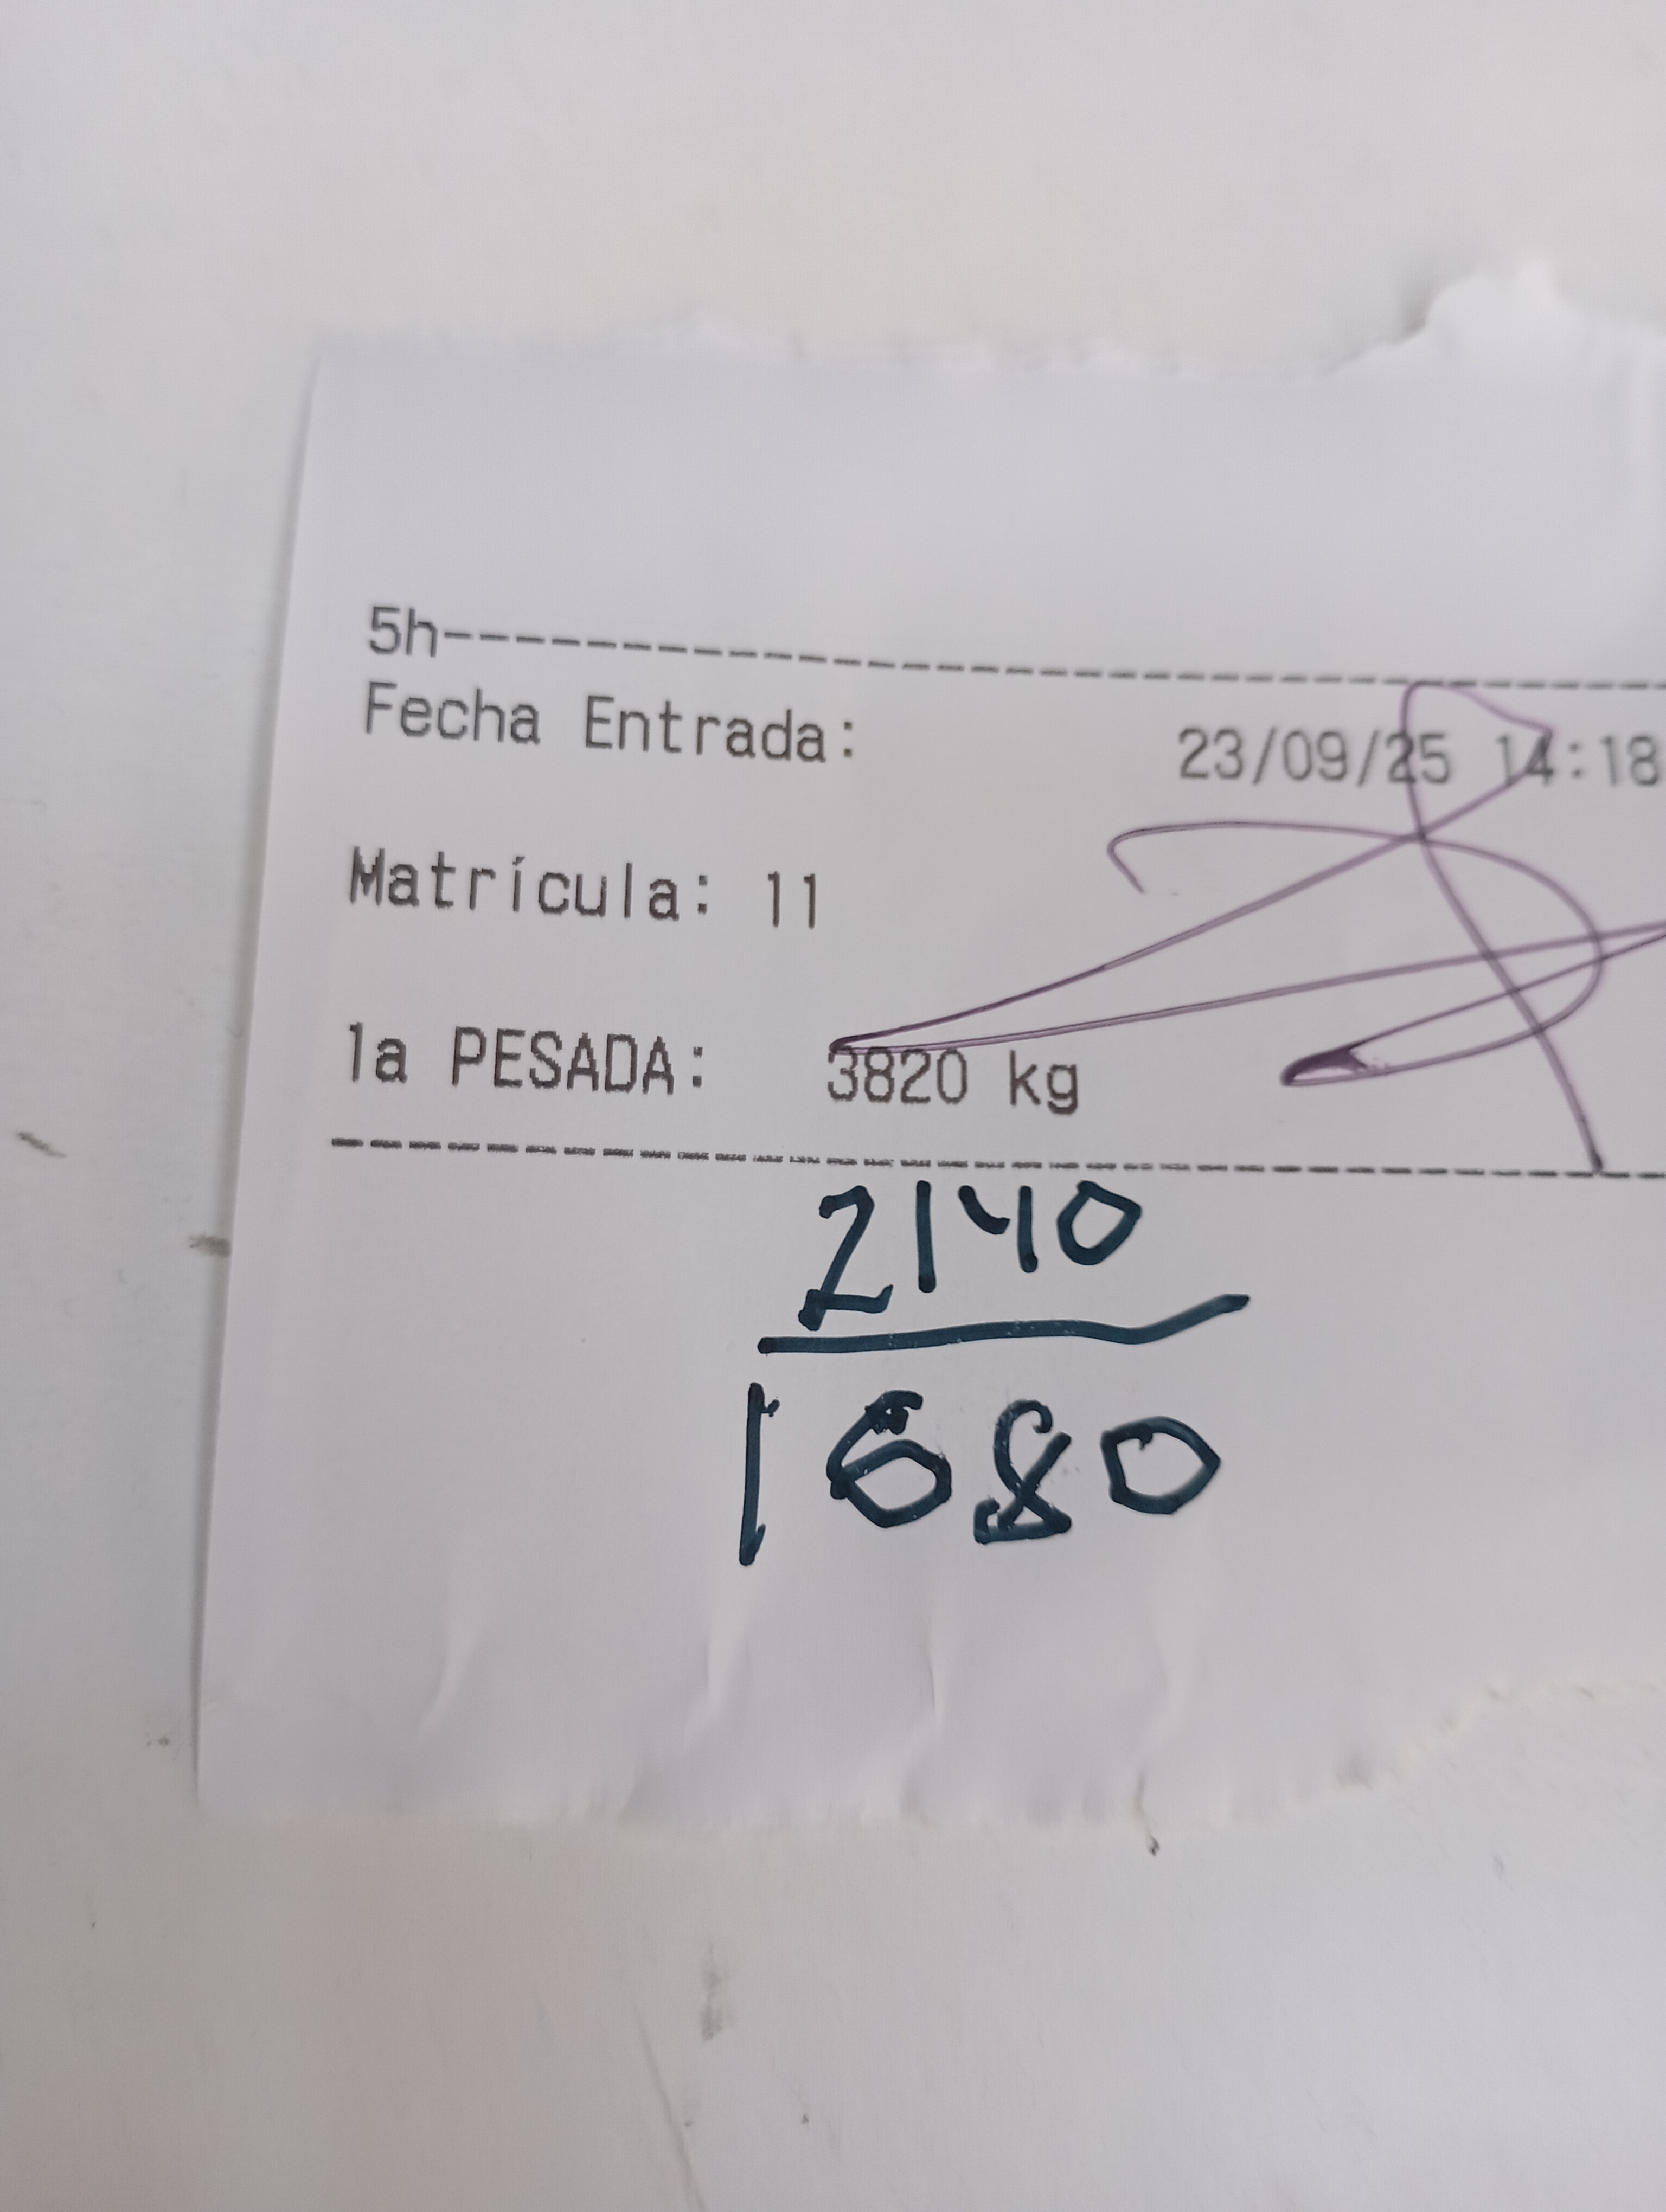 5h--------------------------------
Fecha Entrada: 23/09/25 14:18
Matrícula: 11
1a PESADA: 3820 kg
2140
1680